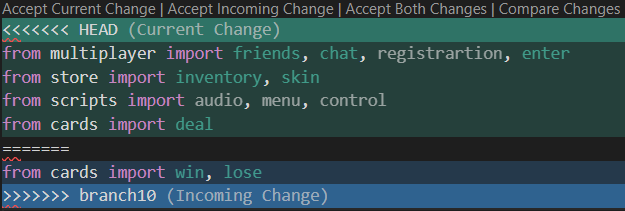 Accept Current Change | Accept Incoming Change | Accept Both Changes | Compare Changes
<<<<<<< HEAD (Current Change)
from multiplayer import friends, chat, registrartion, enter
from store import inventory, skin
from scripts import audio, menu, control
from cards import deal
=======
from cards import win, lose
>>>>>>> branch10 (Incoming Change)